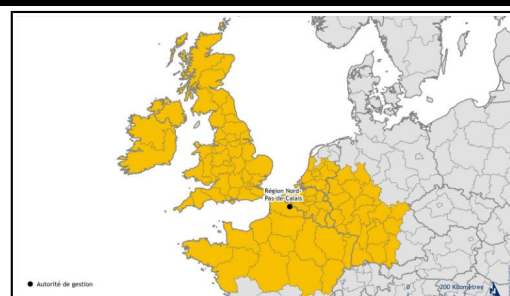 Région Nord-
Pas-de-Calais
Autorité de gestion
0 200 Kilomètres